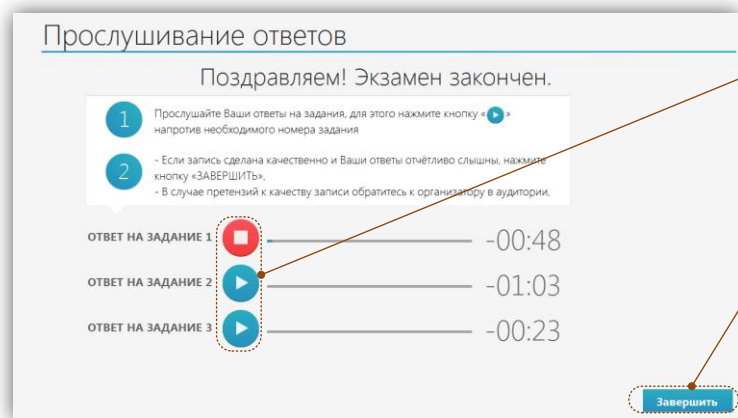 Прослушивание ответов
Поздравляем! Экзамен закончен.
1
Прослушайте Ваши ответы на задания, для этого нажмите кнопку « »
напротив необходимого номера задания
2
- Если запись сделана качественно и Ваши ответы отчётливо слышны, нажмите
кнопку «ЗАВЕРШИТЬ».
- В случае претензий к качеству записи обратитесь к организатору в аудитории.
ОТВЕТ НА ЗАДАНИЕ 1 -00:48
ОТВЕТ НА ЗАДАНИЕ 2 -01:03
ОТВЕТ НА ЗАДАНИЕ 3 -00:23
Завершить